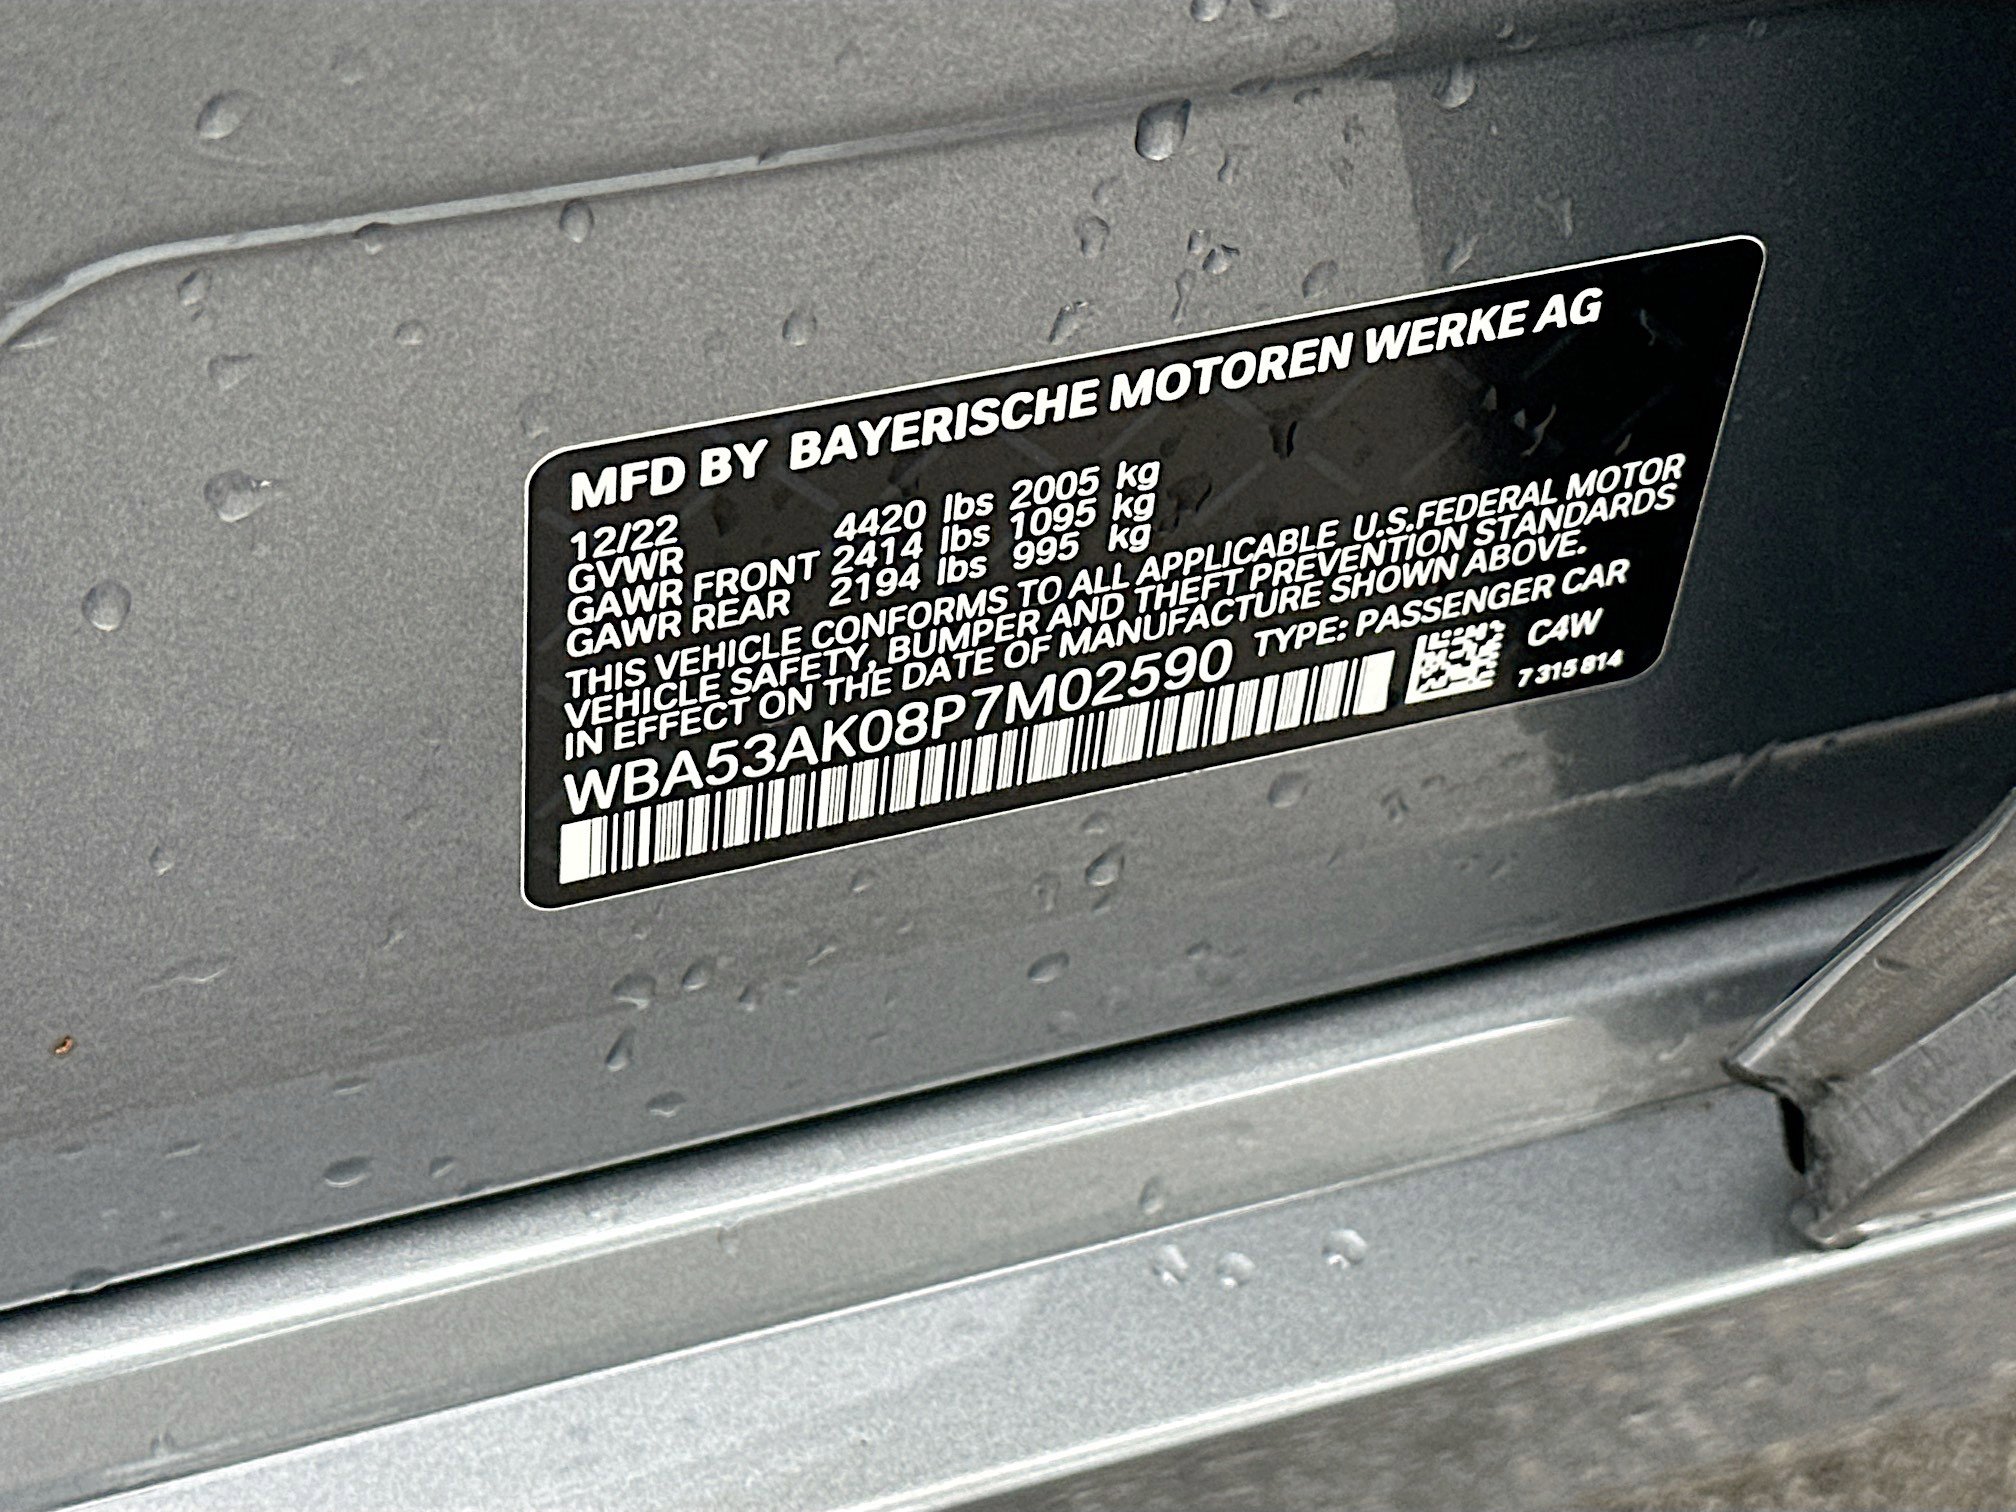 MFD BY BAYERISCHE MOTOREN WERKE AG
12/22
GVWR 4420 lbs 2005 kg
GAWR FRONT 2414 lbs 1095 kg
GAWR REAR 2194 lbs 995 kg
THIS VEHICLE CONFORMS TO ALL APPLICABLE U.S.FEDERAL MOTOR
VEHICLE SAFETY, BUMPER AND THEFT PREVENTION STANDARDS
IN EFFECT ON THE DATE OF MANUFACTURE SHOWN ABOVE.
WBA53AK08P7M02590 TYPE: PASSENGER CAR
C4W
7 315 814